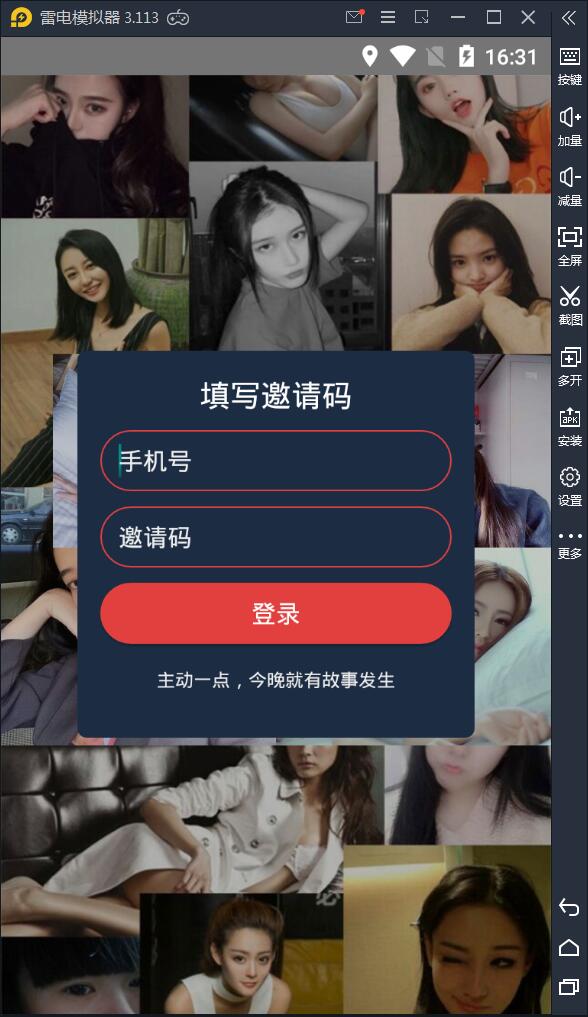 雷电模拟器 3.113
16:31
按键
加量
减量
全屏
截图
多开
APK
安装
设置
更多
填写邀请码
手机号
邀请码
登录
主动一点，今晚就有故事发生